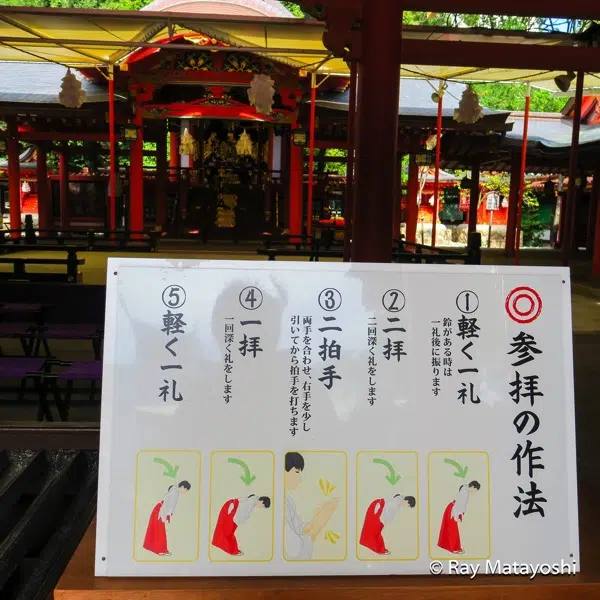 ◎参拝の作法
①軽く一礼
鈴がある時は
一礼後に振ります
②二拝
二回深く礼をします
③二拍手
両手を合わせ、右手を少し
引いてから拍手を打ちます
④一拝
一回深く礼をします
⑤軽く一礼
© Ray Matayoshi